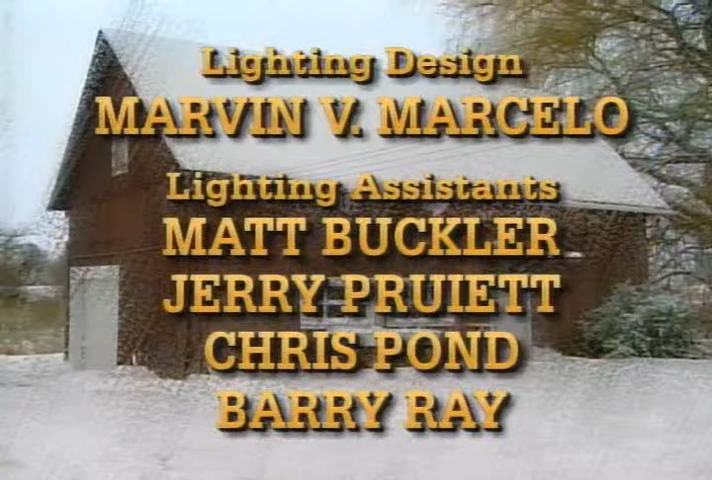 Lighting Design
MARVIN V. MARCELO
Lighting Assistants
MATT BUCKLER
JERRY PRUIETT
CHRIS POND
BARRY RAY